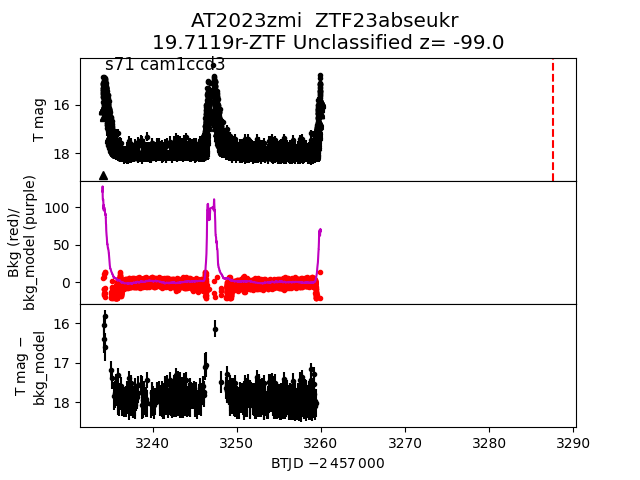 AT2023zmi  ZTF23abseukr
19.7119r-ZTF Unclassified z= -99.0
s71 cam1ccd3
T mag
16
18
Bkg (red)/
bkg_model (purple)
100
50
0
T mag −
bkg_model
16
17
18
3240
3250
3260
3270
3280
3290
BTJD −2 457 000